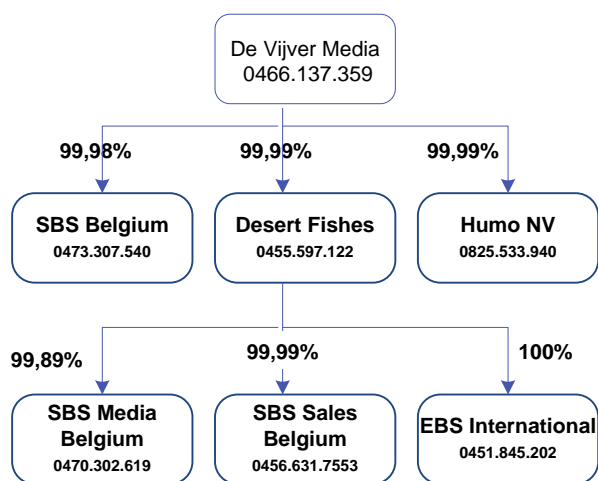 De Vijver Media
0466.137.359
99,98%
99,99%
99,99%
SBS Belgium
0473.307.540
Desert Fishes
0455.597.122
Humo NV
0825.533.940
99,89%
99,99%
100%
SBS Media
Belgium
0470.302.619
SBS Sales
Belgium
0456.631.7553
EBS International
0451.845.202